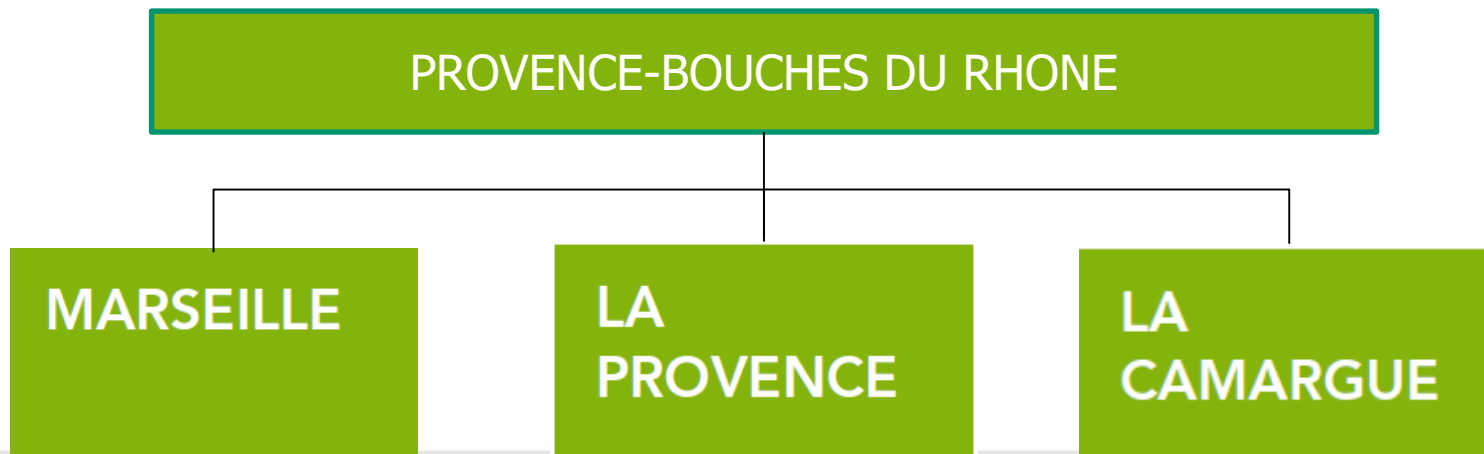 PROVENCE-BOUCHES DU RHONE
MARSEILLE
LA
PROVENCE
LA
CAMARGUE